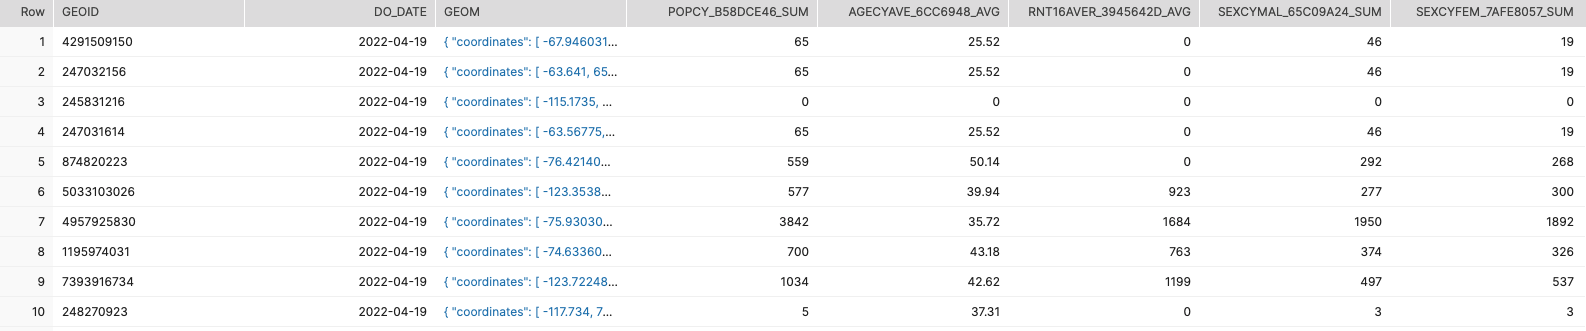 Row GEOID DO_DATE GEOM POPCY_B58DCE46_SUM AGECYAVE_6CC6948_AVG RNT16AVER_3945642D_AVG SEXCYMAL_65C09A24_SUM SEXCYFEM_7AFE8057_SUM
1 4291509150 2022-04-19 { "coordinates": [ -67.946031... 65 25.52 0 46 19
2 247032156 2022-04-19 { "coordinates": [ -63.641, 65... 65 25.52 0 46 19
3 245831216 2022-04-19 { "coordinates": [ -115.1735, ... 0 0 0 0 0
4 247031614 2022-04-19 { "coordinates": [ -63.56775,... 65 25.52 0 46 19
5 874820223 2022-04-19 { "coordinates": [ -76.42140... 559 50.14 0 292 268
6 5033103026 2022-04-19 { "coordinates": [ -123.3538... 577 39.94 923 277 300
7 4957925830 2022-04-19 { "coordinates": [ -75.93030... 3842 35.72 1684 1950 1892
8 1195974031 2022-04-19 { "coordinates": [ -74.63360... 700 43.18 763 374 326
9 7393916734 2022-04-19 { "coordinates": [ -123.72248... 1034 42.62 1199 497 537
10 248270923 2022-04-19 { "coordinates": [ -117.734, 7... 5 37.31 0 3 3